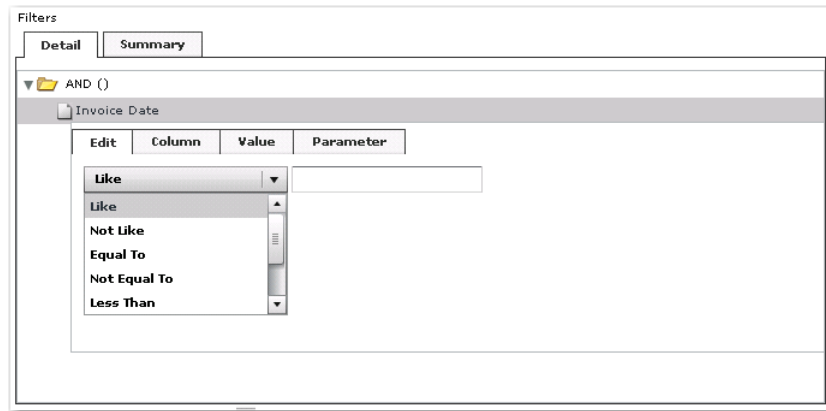 Filters
Detail Summary
AND ()
Invoice Date
Edit Column Value Parameter
Like
Like
Not Like
Equal To
Not Equal To
Less Than